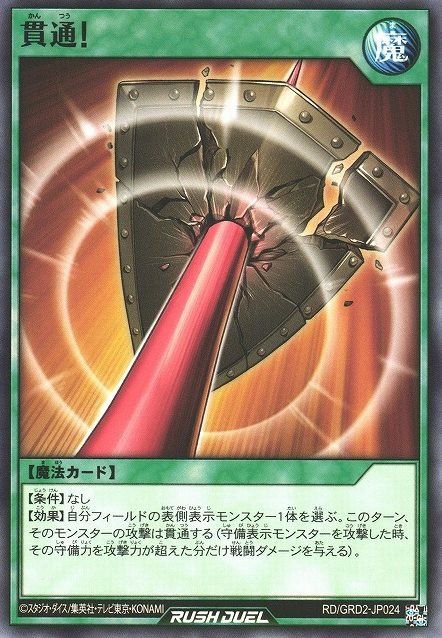 貫通!
魔
【魔法カード】
【条件】なし
【効果】自分フィールドの表側表示モンスター1体を選ぶ。このターン、
そのモンスターの攻撃は貫通する(守備表示モンスターを攻撃した時、
その守備力を攻撃力が超えた分だけ戦闘ダメージを与える)。
©スタジオ・ダイス/集英社・テレビ東京・KONAMI
RUSH DUEL
RD/GRD2-JP024